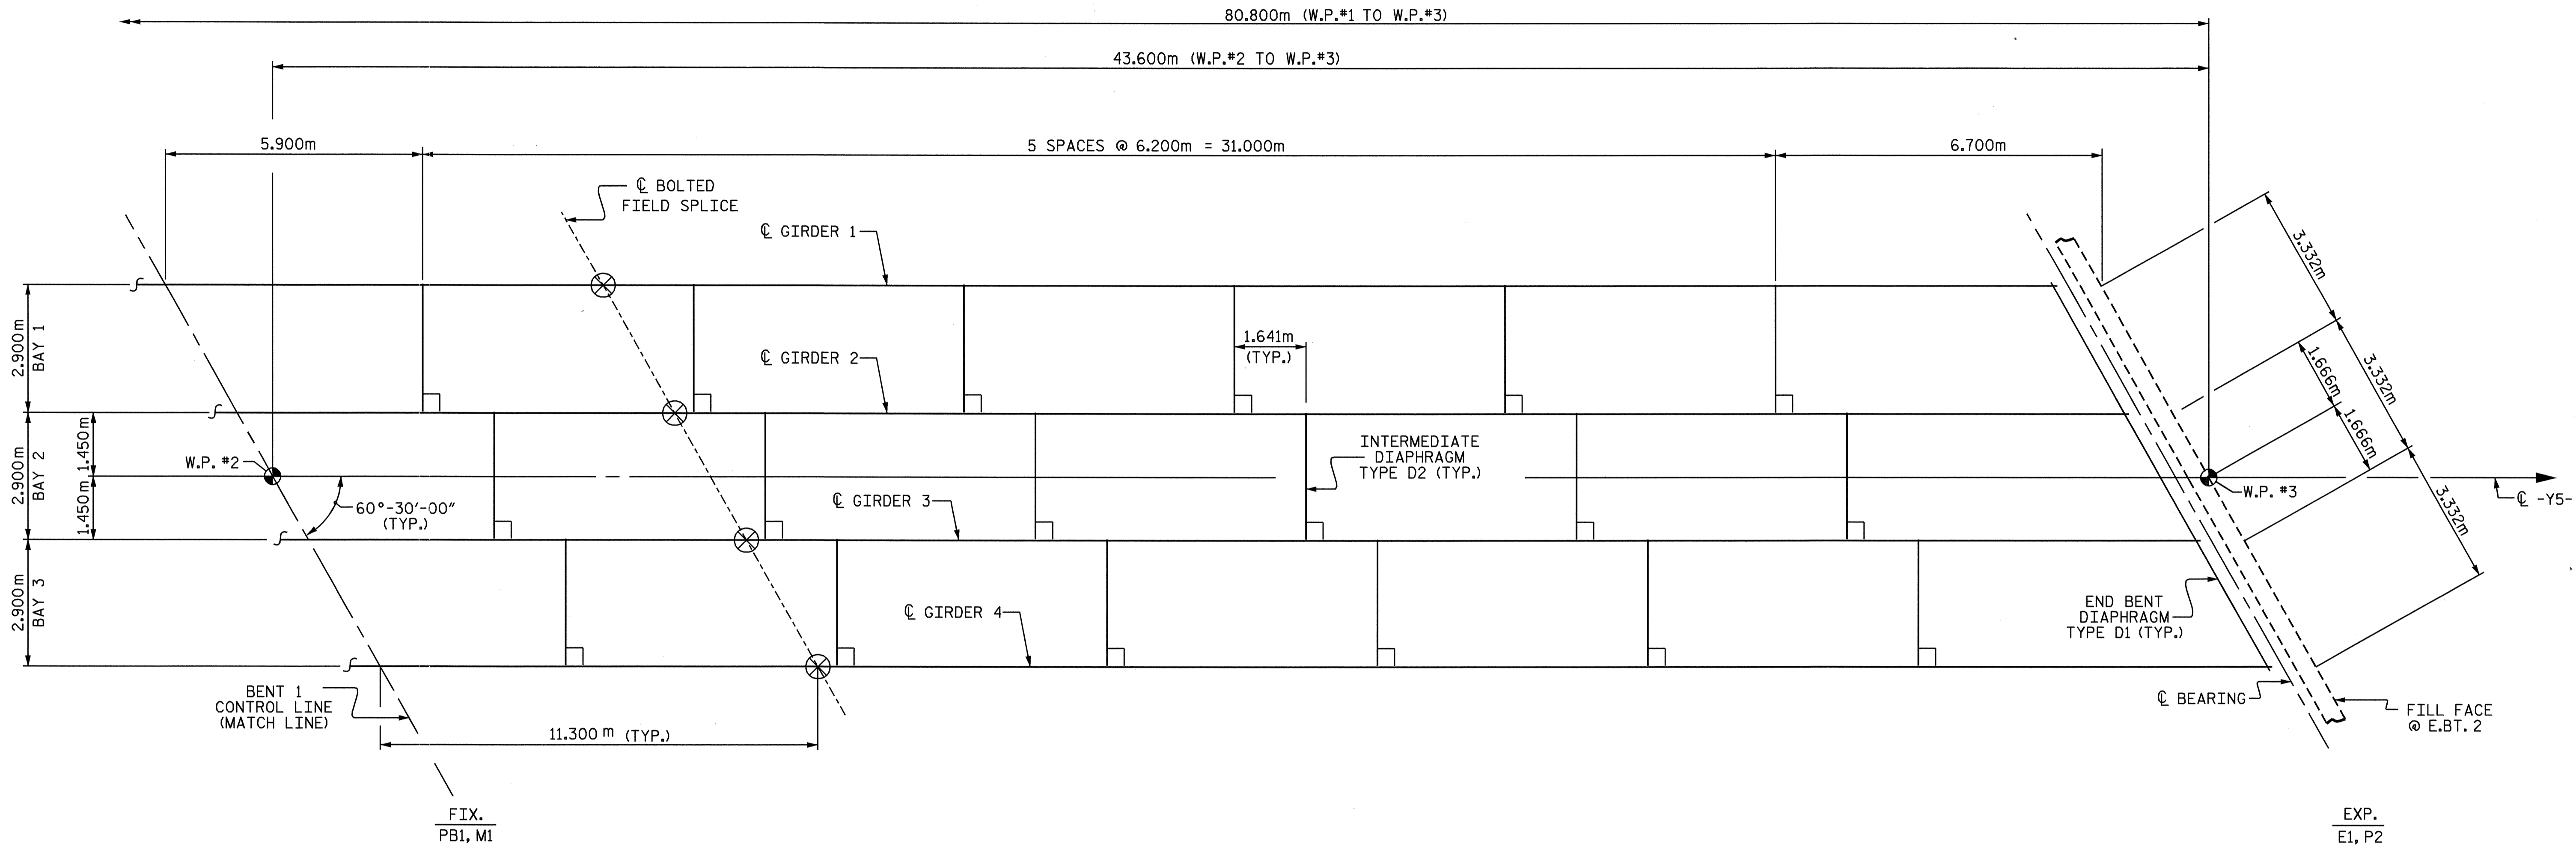 80.800m (W.P.#1 TO W.P.#3)
43.600m (W.P.#2 TO W.P.#3)
5.900m
5 SPACES @ 6.200m = 31.000m
6.700m
℄ BOLTED
FIELD SPLICE
℄ GIRDER 1
3.332m
2.900m
BAY 1
℄ GIRDER 2
1.641m
(TYP.)
3.332m
1.666m
1.666m
2.900m
BAY 2
1.450m
1.450m
W.P. #2
60°-30'-00"
(TYP.)
INTERMEDIATE
DIAPHRAGM
TYPE D2 (TYP.)
℄ GIRDER 3
W.P. #3
℄ -Y5-
3.332m
2.900m
BAY 3
℄ GIRDER 4
END BENT
DIAPHRAGM
TYPE D1 (TYP.)
BENT 1
CONTROL LINE
(MATCH LINE)
11.300 m (TYP.)
℄ BEARING
FILL FACE
@ E.BT. 2
FIX.
PB1, M1
EXP.
E1, P2